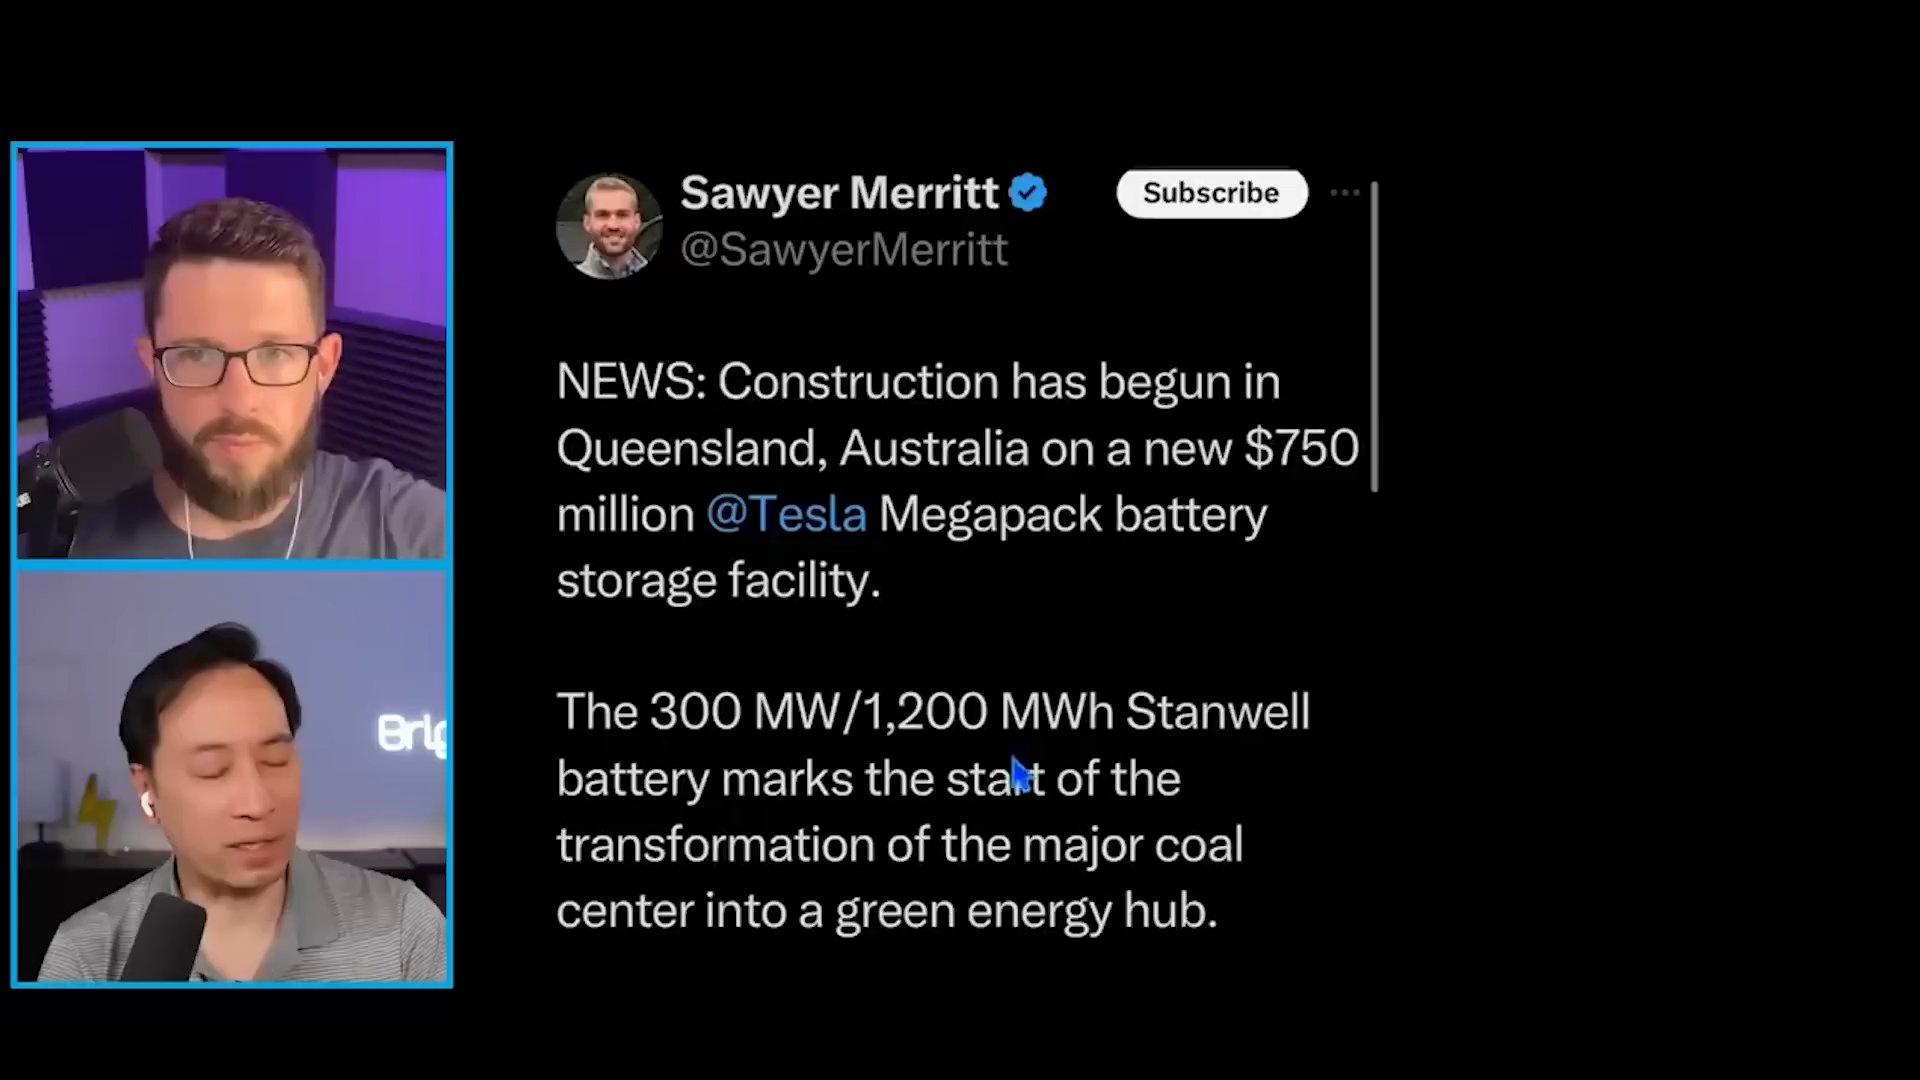 Sawyer Merritt
Subscribe
@SawyerMerritt
NEWS: Construction has begun in
Queensland, Australia on a new $750
million @Tesla Megapack battery
storage facility.
The 300 MW/1,200 MWh Stanwell
battery marks the start of the
transformation of the major coal
center into a green energy hub.
Brig